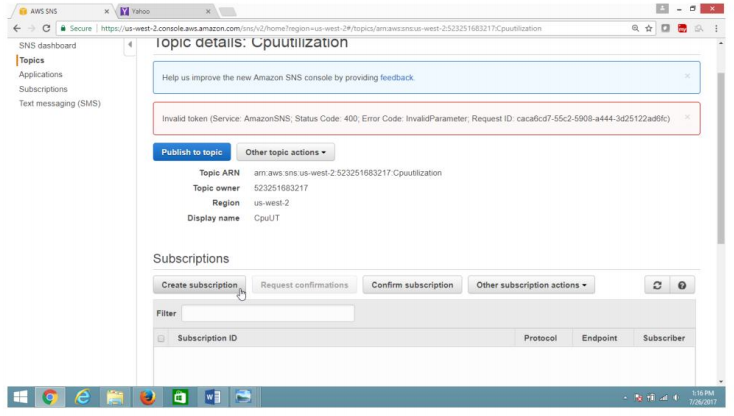 AWS SNS
Yahoo
Secure https://us-west-2.console.aws.amazon.com/sns/v2/home?region=us-west-2#/topics/arn:aws:sns:us-west-2:523251683217:Cpuutilization
SNS dashboard
Topics
Applications
Subscriptions
Text messaging (SMS)
Topic details: Cpuutilization
Help us improve the new Amazon SNS console by providing feedback.
Invalid token (Service: AmazonSNS; Status Code: 400; Error Code: InvalidParameter; Request ID: caca6cd7-55c2-5908-a444-3d25122ad6fc)
Publish to topic Other topic actions
Topic ARN arn:aws:sns:us-west-2:523251683217:Cpuutilization
Topic owner 523251683217
Region us-west-2
Display name CpuUT
Subscriptions
Create subscription Request confirmations Confirm subscription Other subscription actions
Filter
Subscription ID Protocol Endpoint Subscriber
1:16 PM
7/26/2017